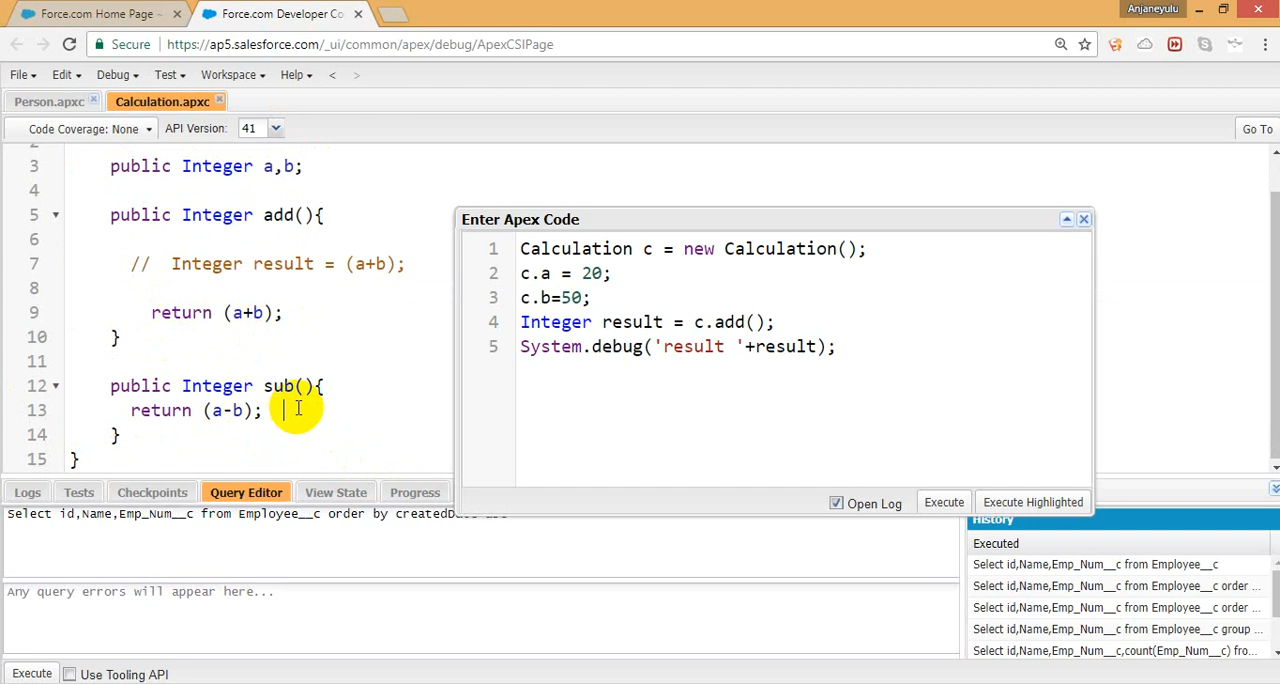 Force.com Home Page ~
Force.com Developer Co
Anjaneyulu
Secure
https://ap5.salesforce.com/_ui/common/apex/debug/ApexCSIPage
File
Edit
Debug
Test
Workspace
Help
<
>
Person.apxc
Calculation.apxc
Code Coverage: None
API Version:
41
Go To
3 public Integer a,b;
4
5 public Integer add(){
6
7 // Integer result = (a+b);
8
9 return (a+b);
10 }
11
12 public Integer sub(){
13 return (a-b);
14 }
15 }
Enter Apex Code
1 Calculation c = new Calculation();
2 c.a = 20;
3 c.b=50;
4 Integer result = c.add();
5 System.debug('result '+result);
Open Log
Execute
Execute Highlighted
Logs
Tests
Checkpoints
Query Editor
View State
Progress
Select id,Name,Emp_Num__c from Employee__c order by createdDate
Any query errors will appear here...
History
Executed
Select id,Name,Emp_Num__c from Employee__c
Select id,Name,Emp_Num__c from Employee__c order ...
Select id,Name,Emp_Num__c from Employee__c order ...
Select id,Name,Emp_Num__c from Employee__c group ...
Select id,Name,Emp_Num__c,count(Emp_Num__c) fro...
Execute
Use Tooling API